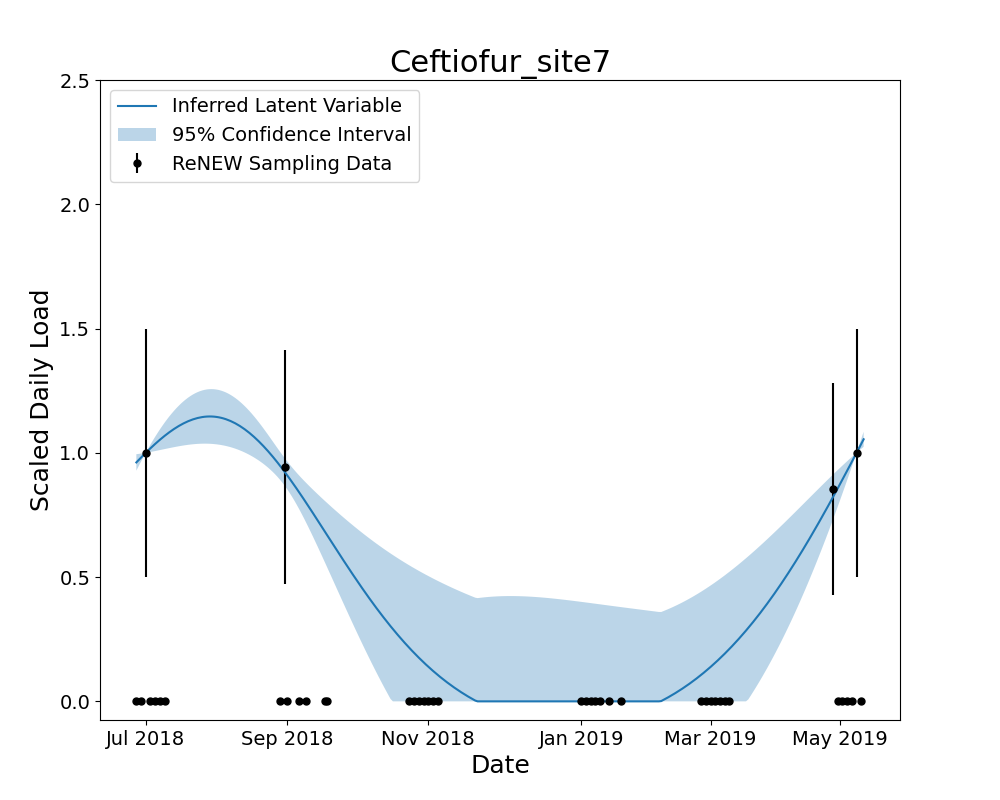 Ceftiofur_site7
2.5
Inferred Latent Variable
95% Confidence Interval
ReNEW Sampling Data
2.0
1.5
1.0
0.5
0.0
Scaled Daily Load
Jul 2018 Sep 2018 Nov 2018 Jan 2019 Mar 2019 May 2019
Date